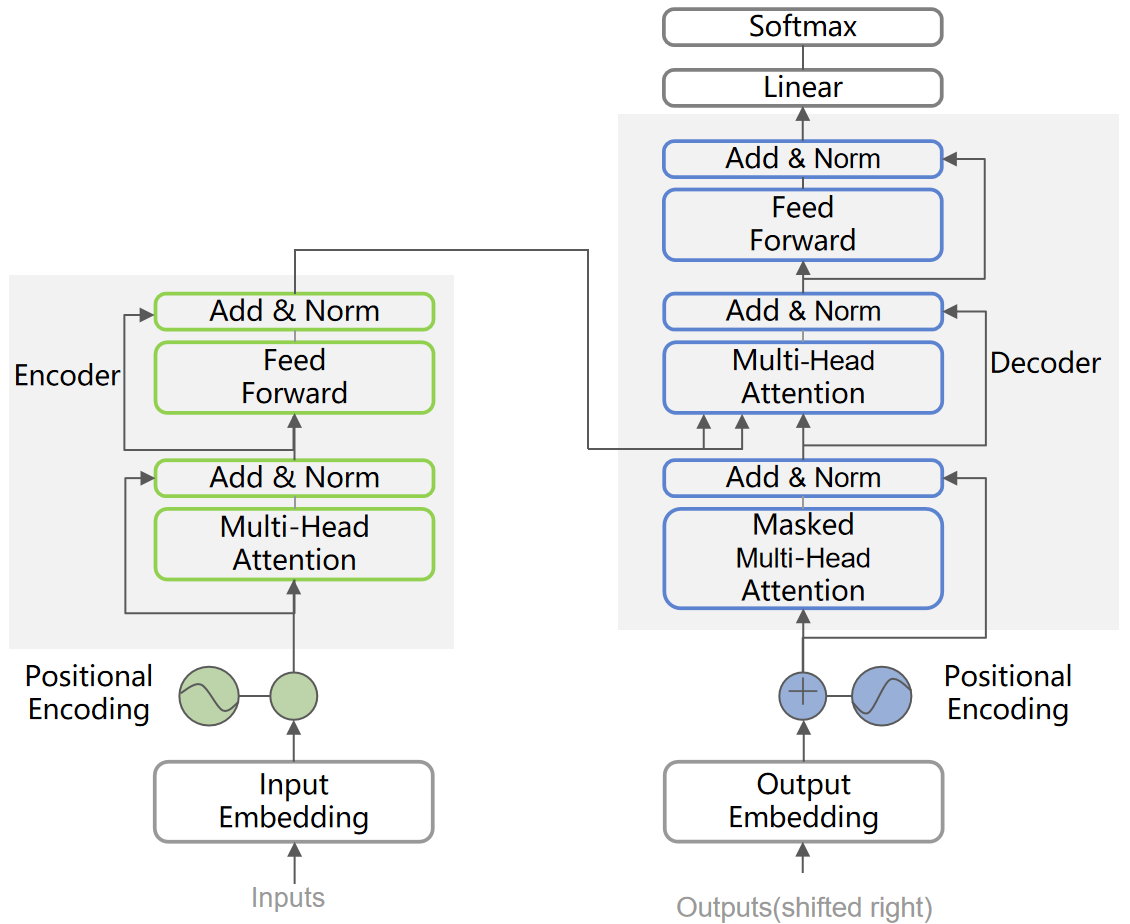 Softmax
Linear
Add & Norm
Feed
Forward
Add & Norm
Multi-Head
Attention
Decoder
Add & Norm
Masked
Multi-Head
Attention
Positional
Encoding
Output
Embedding
Outputs(shifted right)
Add & Norm
Feed
Forward
Encoder
Add & Norm
Multi-Head
Attention
Positional
Encoding
Input
Embedding
Inputs